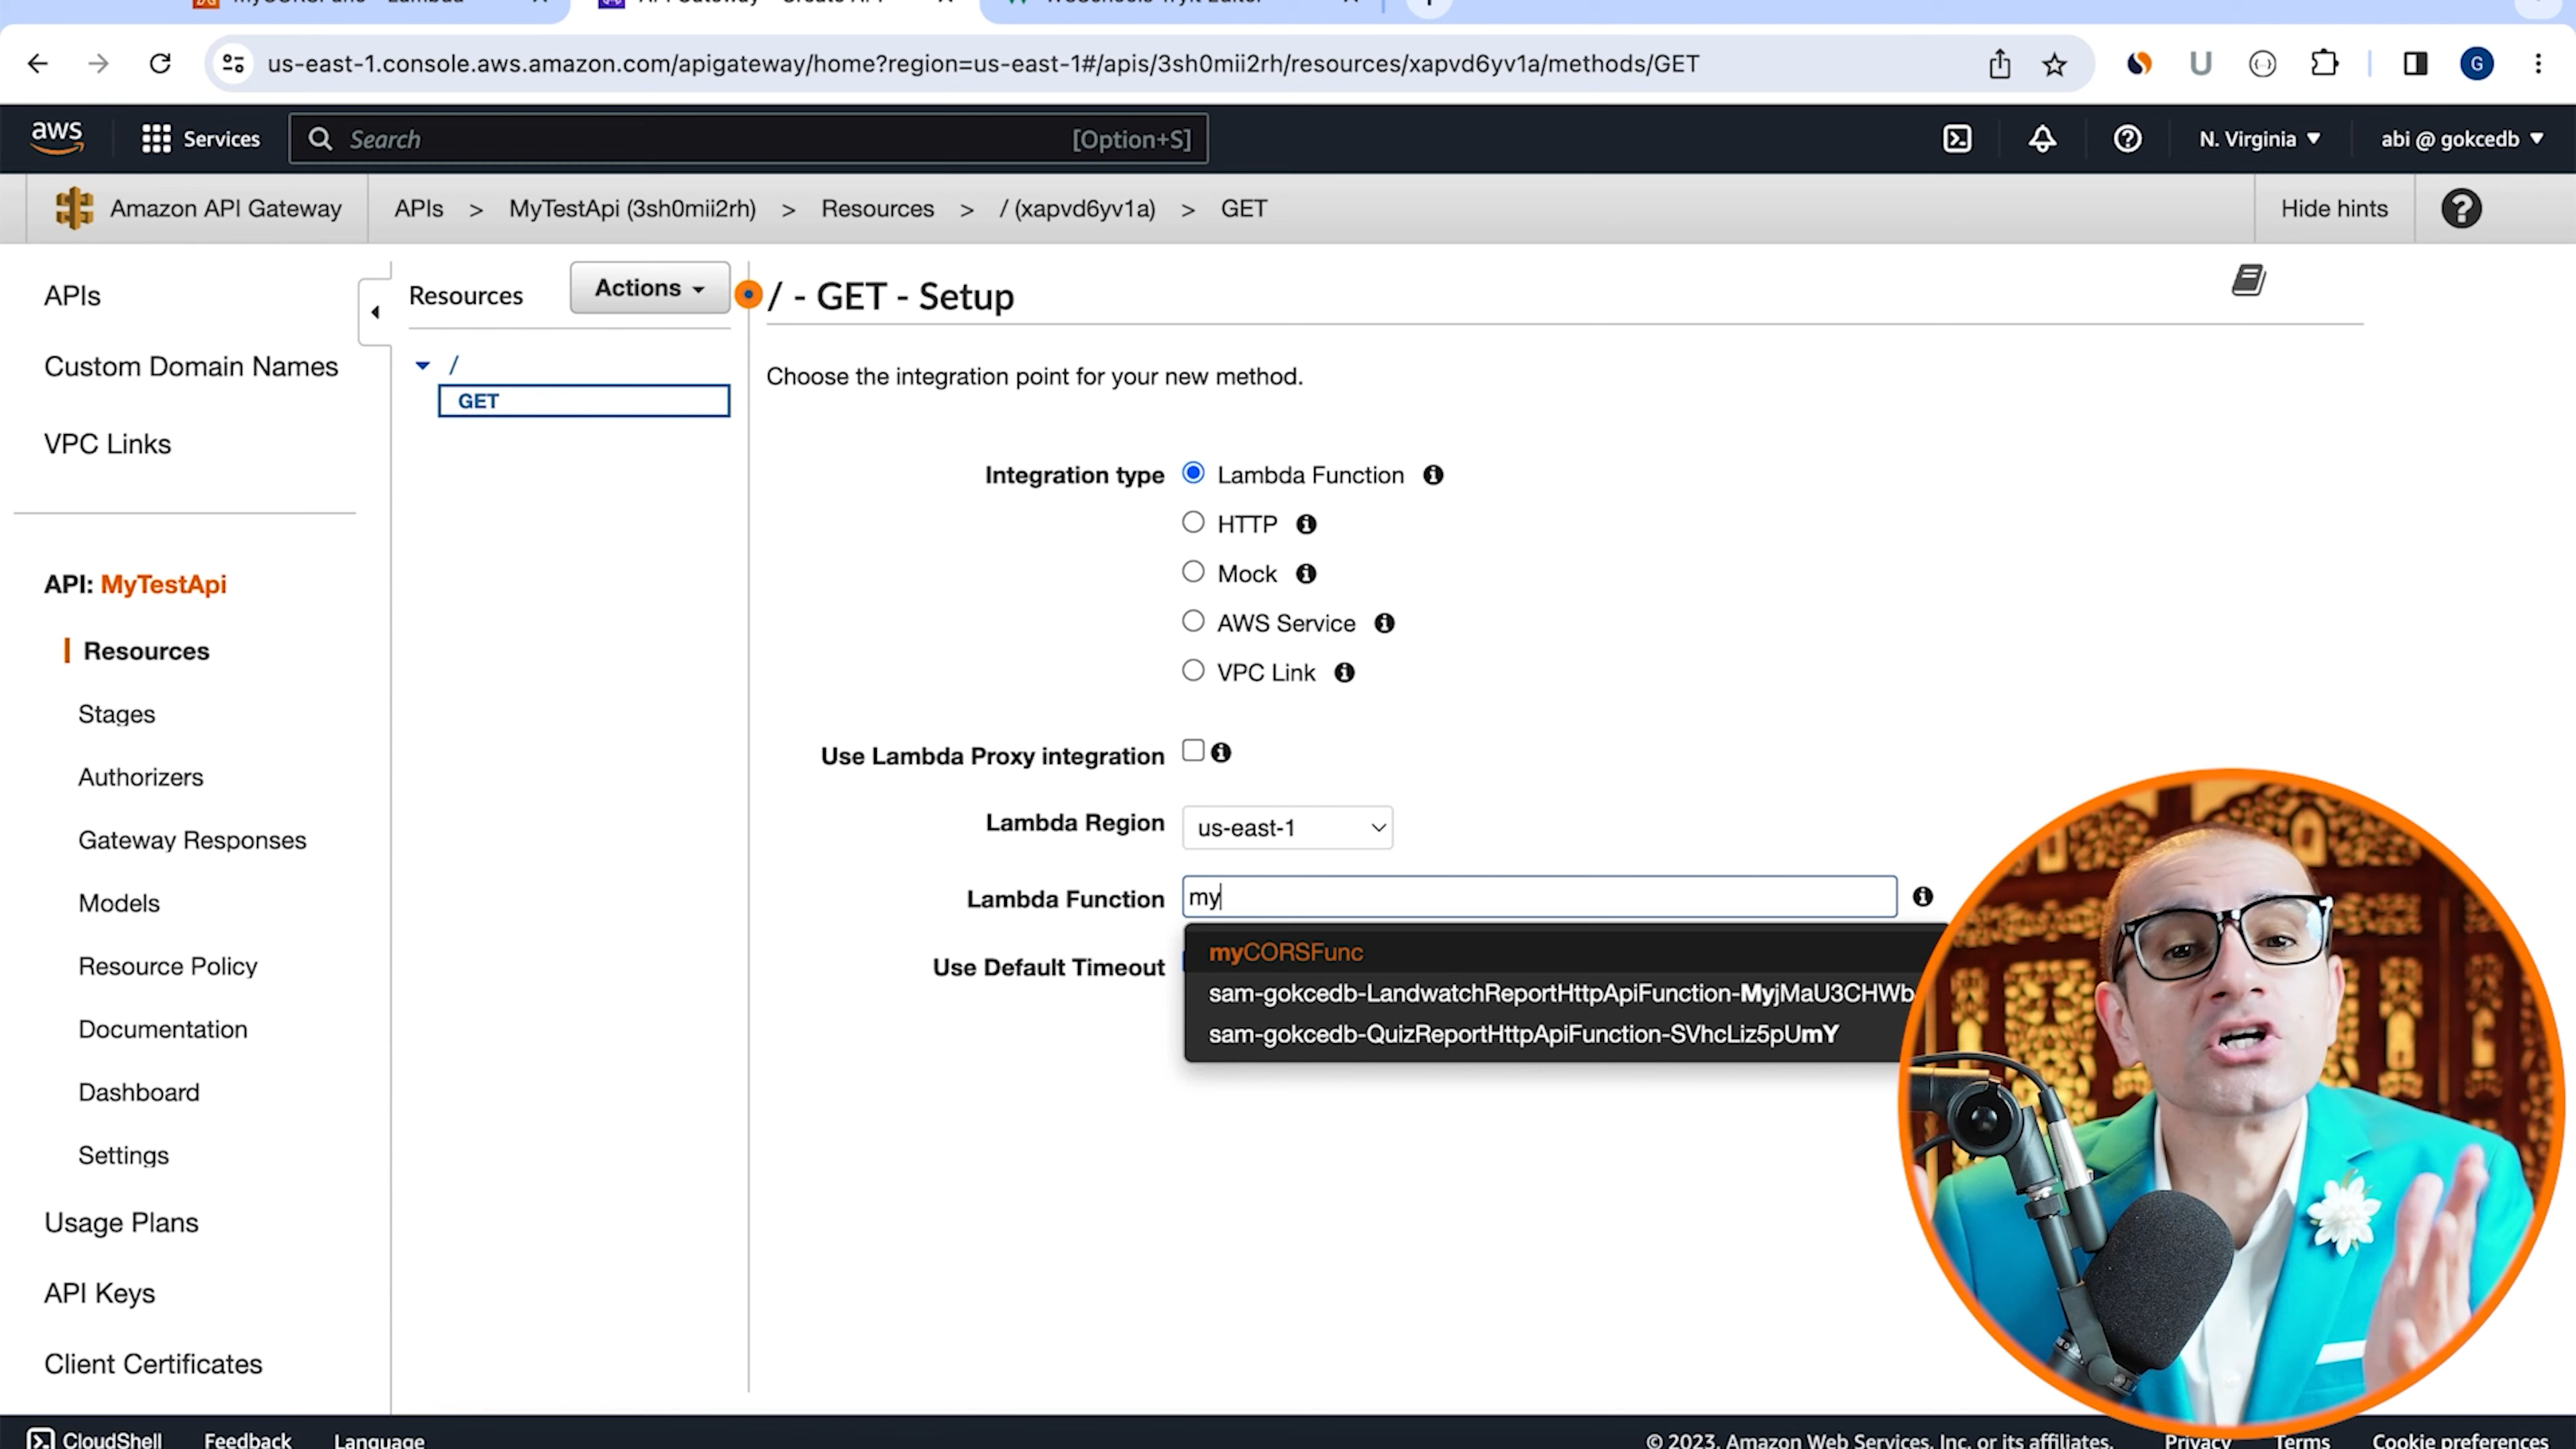 us-east-1.console.aws.amazon.com/apigateway/home?region=us-east-1#/apis/3sh0mii2rh/resources/xapvd6yv1a/methods/GET
U
G
aws
Services
Search
[Option+S]
N. Virginia
abi @ gokcedb
Amazon API Gateway
APIs > MyTestApi (3sh0mii2rh) > Resources > / (xapvd6yv1a) > GET
Hide hints
APIs
Custom Domain Names
VPC Links
API: MyTestApi
Resources
Stages
Authorizers
Gateway Responses
Models
Resource Policy
Documentation
Dashboard
Settings
Usage Plans
API Keys
Client Certificates
Resources
Actions
/
GET
/ - GET - Setup
Choose the integration point for your new method.
Integration type
Lambda Function
HTTP
Mock
AWS Service
VPC Link
Use Lambda Proxy integration
Lambda Region
us-east-1
Lambda Function
my
myCORSFunc
sam-gokcedb-LandwatchReportHttpApiFunction-MyjMaU3CHWb
sam-gokcedb-QuizReportHttpApiFunction-SVhcLiz5pUmY
Use Default Timeout
CloudShell
Feedback
Language
© 2023, Amazon Web Services, Inc. or its affiliates.
Privacy
Terms
Cookie preferences